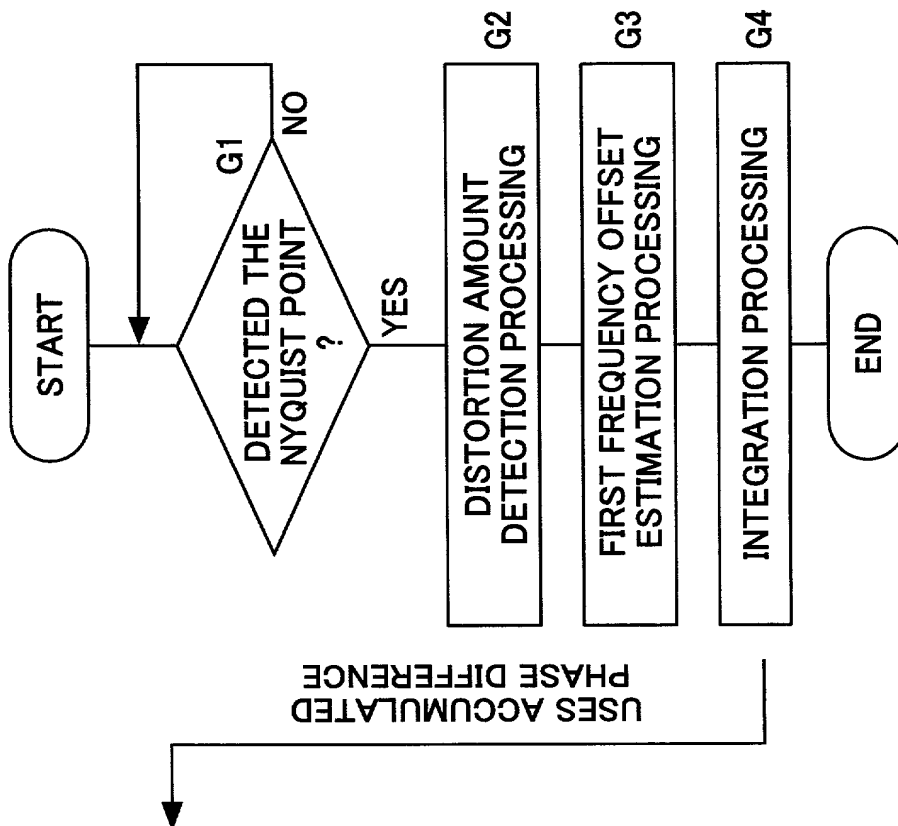 START
G1
DETECTED THE
NYQUIST POINT
?
NO
YES
DISTORTION AMOUNT
DETECTION PROCESSING
G2
FIRST FREQUENCY OFFSET
ESTIMATION PROCESSING
G3
INTEGRATION PROCESSING
G4
END
USES ACCUMULATED
PHASE DIFFERENCE